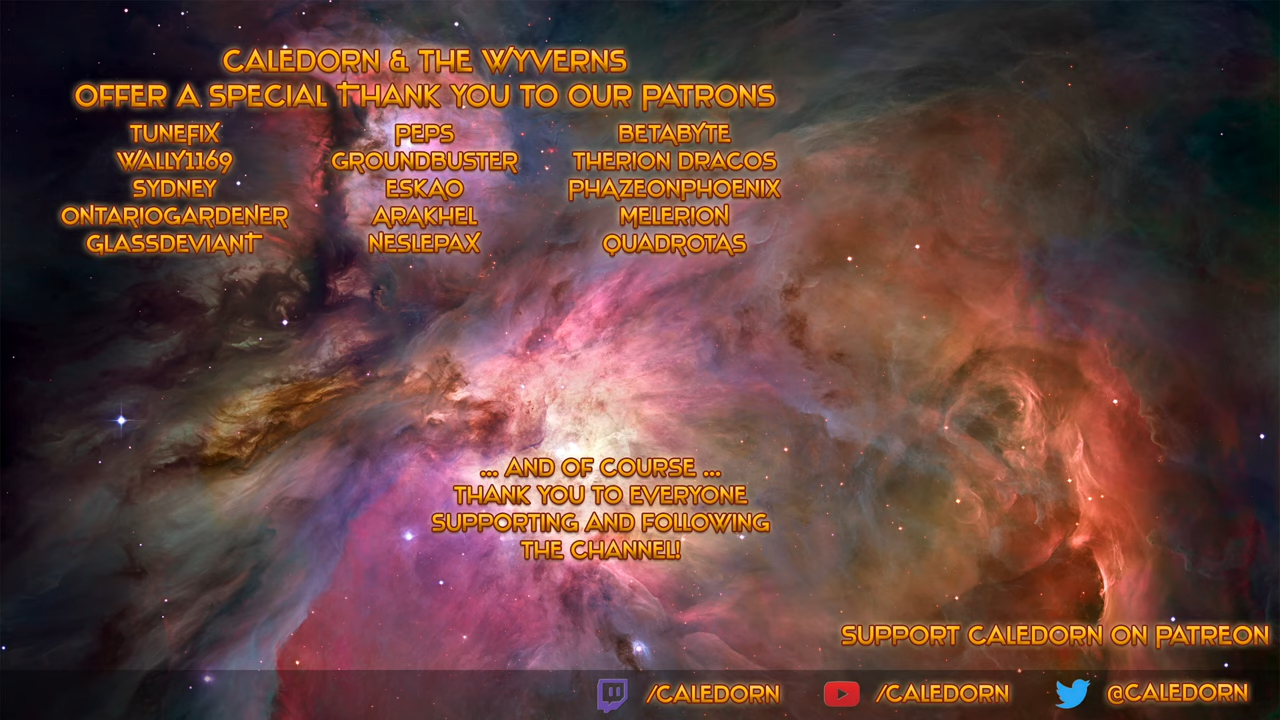 CALEDORN & THE WYVERNS
OFFER A SPECIAL THANK YOU TO OUR PATRONS
TUNEFIX
WALLY1169
SYDNEY
ONTARIOGARDENER
GLASSDEVIANT
PEPS
GROUNDBUSTER
ESKAO
ARAKHEL
NESLEPAX
BETABYTE
THERION DRACOS
PHAZEONPHOENIX
MELERION
QUADROTAS
... AND OF COURSE ...
THANK YOU TO EVERYONE
SUPPORTING AND FOLLOWING
THE CHANNEL!
SUPPORT CALEDORN ON PATREON
/CALEDORN /CALEDORN @CALEDORN